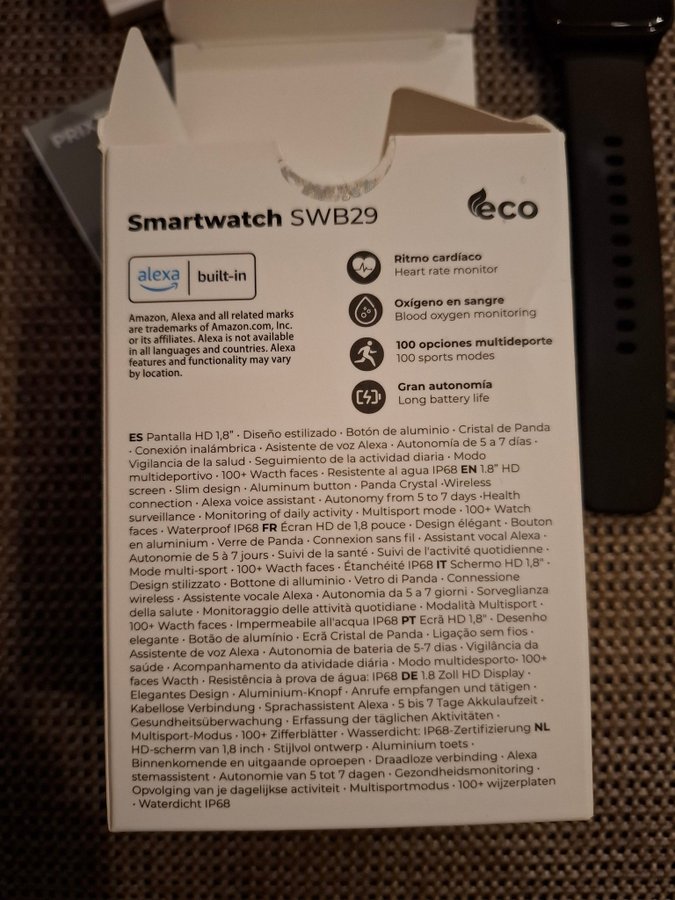 PRIX
Smartwatch SWB29
eco
alexa built-in
Amazon, Alexa and all related marks
are trademarks of Amazon.com, Inc.
or its affiliates. Alexa is not available
in all languages and countries. Alexa
features and functionality may vary
by location.
Ritmo cardíaco
Heart rate monitor
Oxígeno en sangre
Blood oxygen monitoring
100 opciones multideporte
100 sports modes
Gran autonomía
Long battery life
ES Pantalla HD 1,8" · Diseño estilizado · Botón de aluminio · Cristal de Panda
· Conexión inalámbrica · Asistente de voz Alexa · Autonomía de 5 a 7 días ·
Vigilancia de la salud · Seguimiento de la actividad diaria · Modo
multideportivo · 100+ Wacth faces · Resistente al agua IP68 EN 1.8" HD
screen · Slim design · Aluminum button · Panda Crystal ·Wireless
connection · Alexa voice assistant · Autonomy from 5 to 7 days ·Health
surveillance · Monitoring of daily activity · Multisport mode · 100+ Watch
faces · Waterproof IP68 FR Écran HD de 1,8 pouce · Design élégant · Bouton
en aluminium · Verre de Panda · Connexion sans fil · Assistant vocal Alexa ·
Autonomie de 5 à 7 jours · Suivi de la santé · Suivi de l'activité quotidienne ·
Mode multi-sport · 100+ Wacth faces · Étanchéité IP68 IT Schermo HD 1,8" ·
Design stilizzato · Bottone di alluminio · Vetro di Panda · Connessione
wireless · Assistente vocale Alexa · Autonomia da 5 a 7 giorni · Sorveglianza
della salute · Monitoraggio delle attività quotidiane · Modalità Multisport ·
100+ Wacth faces · Impermeabile all'acqua IP68 PT Ecrã HD 1,8" · Desenho
elegante · Botão de alumínio · Ecrã Cristal de Panda · Ligação sem fios ·
Assistente de voz Alexa · Autonomia de bateria de 5-7 dias · Vigilância da
saúde · Acompanhamento da atividade diária · Modo multidesporto· 100+
faces Wacth · Resistência à prova de água: IP68 DE 1.8 Zoll HD Display ·
Elegantes Design · Aluminium-Knopf · Anrufe empfangen und tätigen ·
Kabellose Verbindung · Sprachassistent Alexa · 5 bis 7 Tage Akkulaufzeit ·
Gesundheitsüberwachung · Erfassung der täglichen Aktivitäten ·
Multisport-Modus · 100+ Zifferblätter · Wasserdicht: IP68-Zertifizierung NL
HD-scherm van 1,8 inch · Stijlvol ontwerp · Aluminium toets ·
Binnenkomende en uitgaande oproepen · Draadloze verbinding · Alexa
stemassistent · Autonomie van 5 tot 7 dagen · Gezondheidsmonitoring ·
Opvolging van je dagelijkse activiteit · Multisportmodus · 100+ wijzerplaten
· Waterdicht IP68